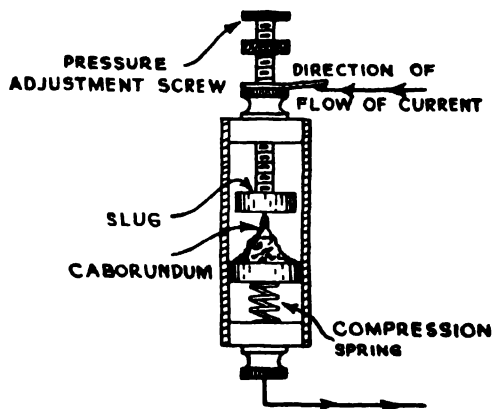 PRESSURE
ADJUSTMENT SCREW
DIRECTION OF
FLOW OF CURRENT
SLUG
CABORUNDUM
COMPRESSION
SPRING